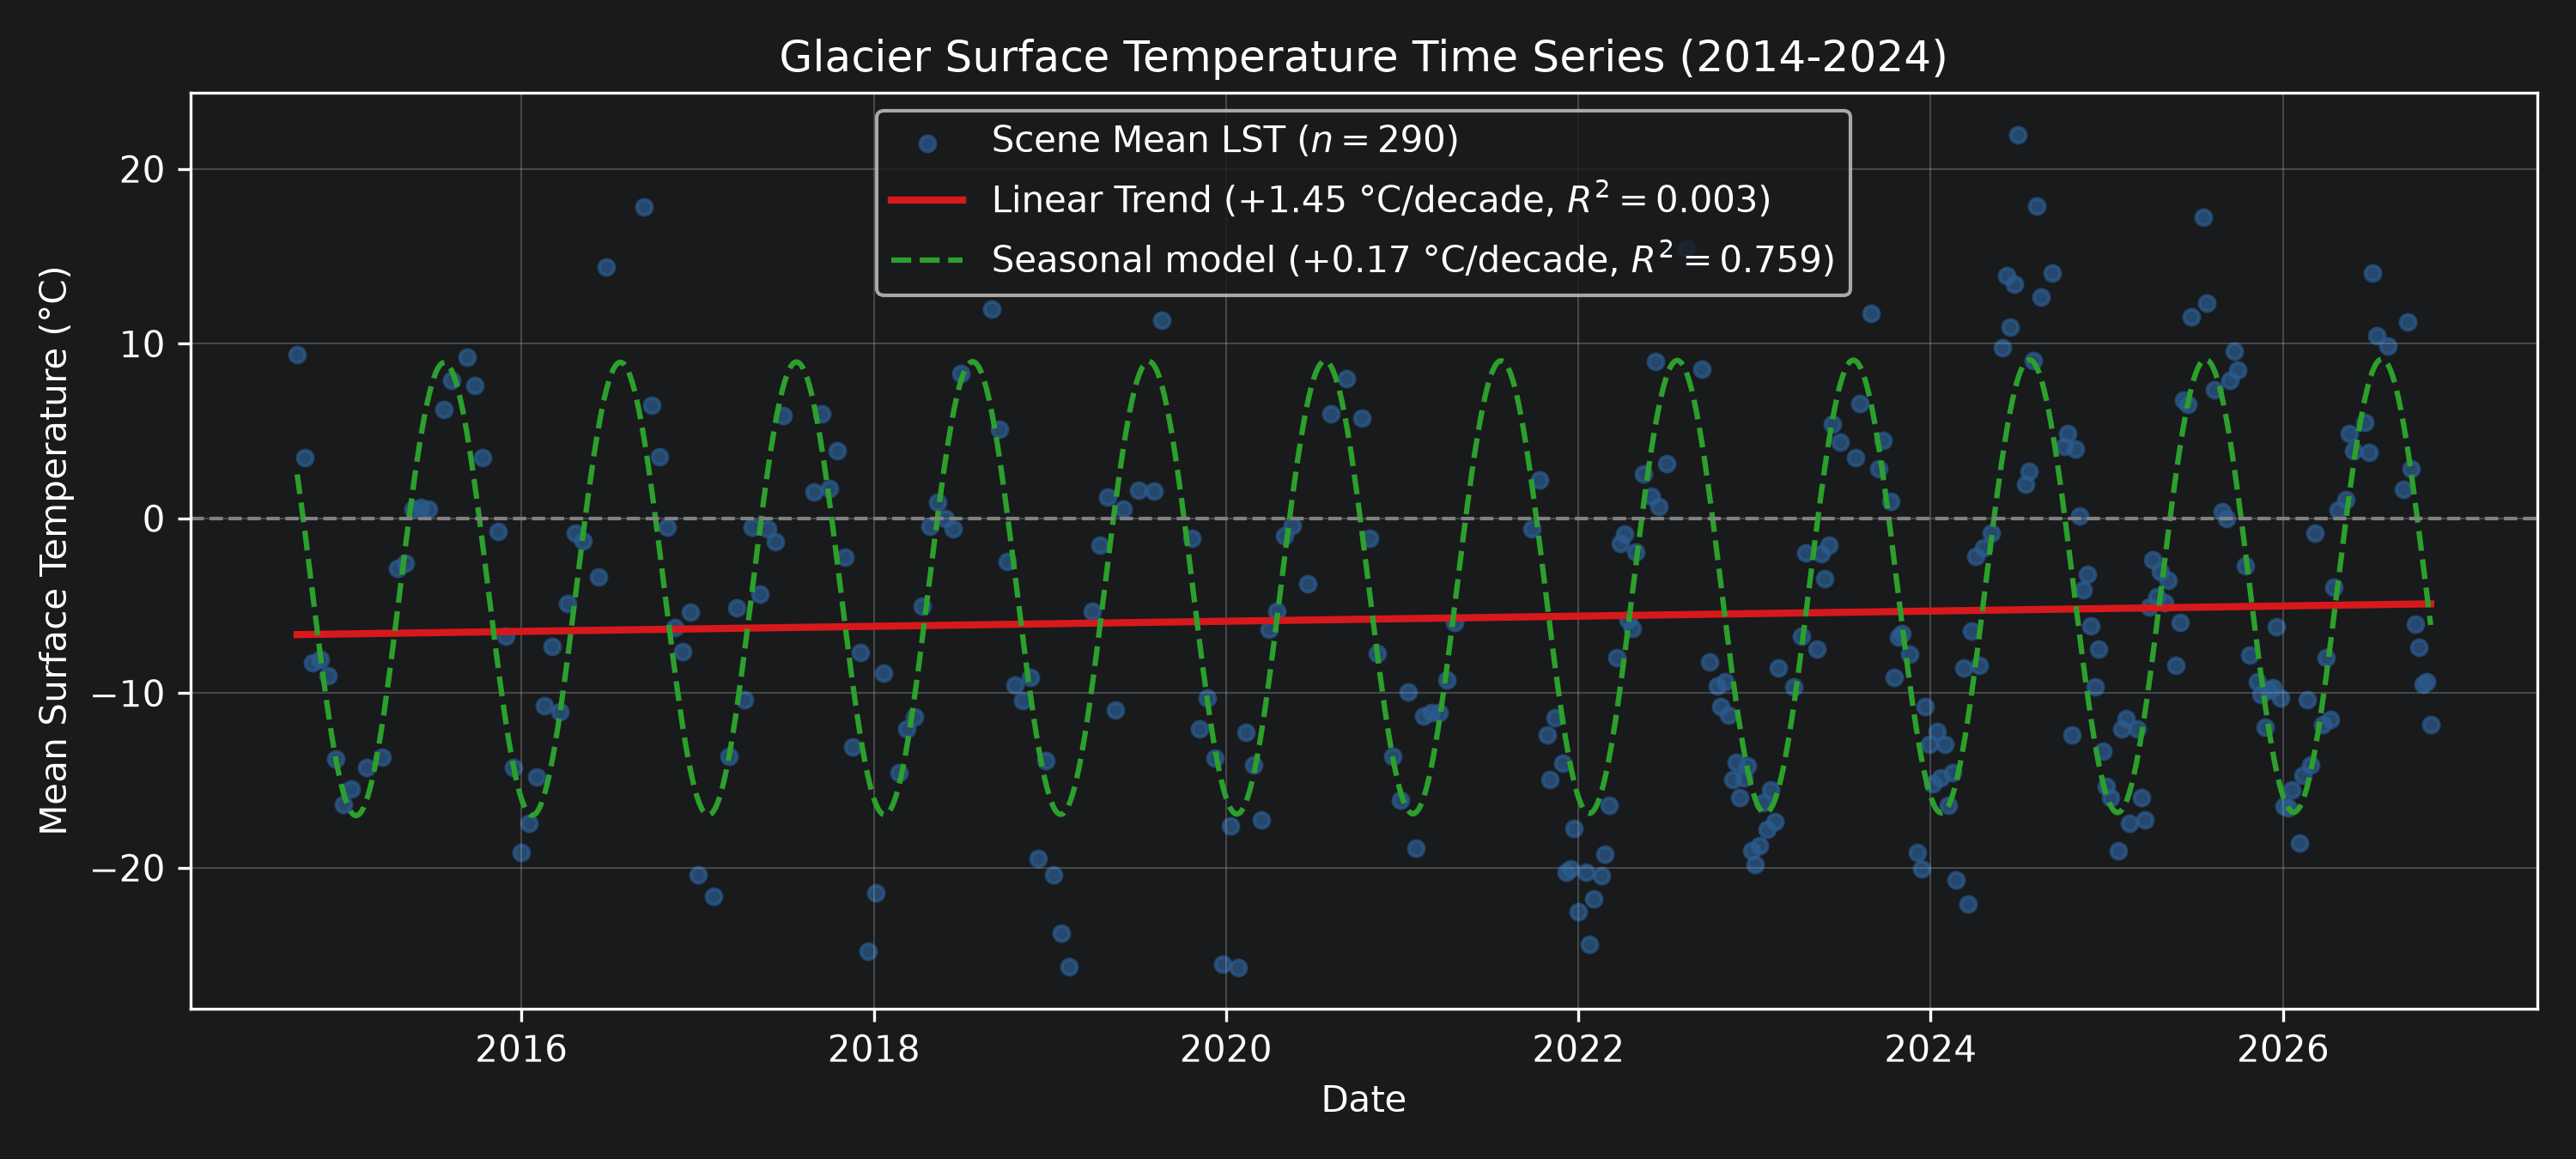 Glacier Surface Temperature Time Series (2014-2024)
Scene Mean LST (n = 290)
Linear Trend (+1.45 °C/decade, R² = 0.003)
Seasonal model (+0.17 °C/decade, R² = 0.759)
Mean Surface Temperature (°C)
20
10
0
−10
−20
2016
2018
2020
2022
2024
2026
Date